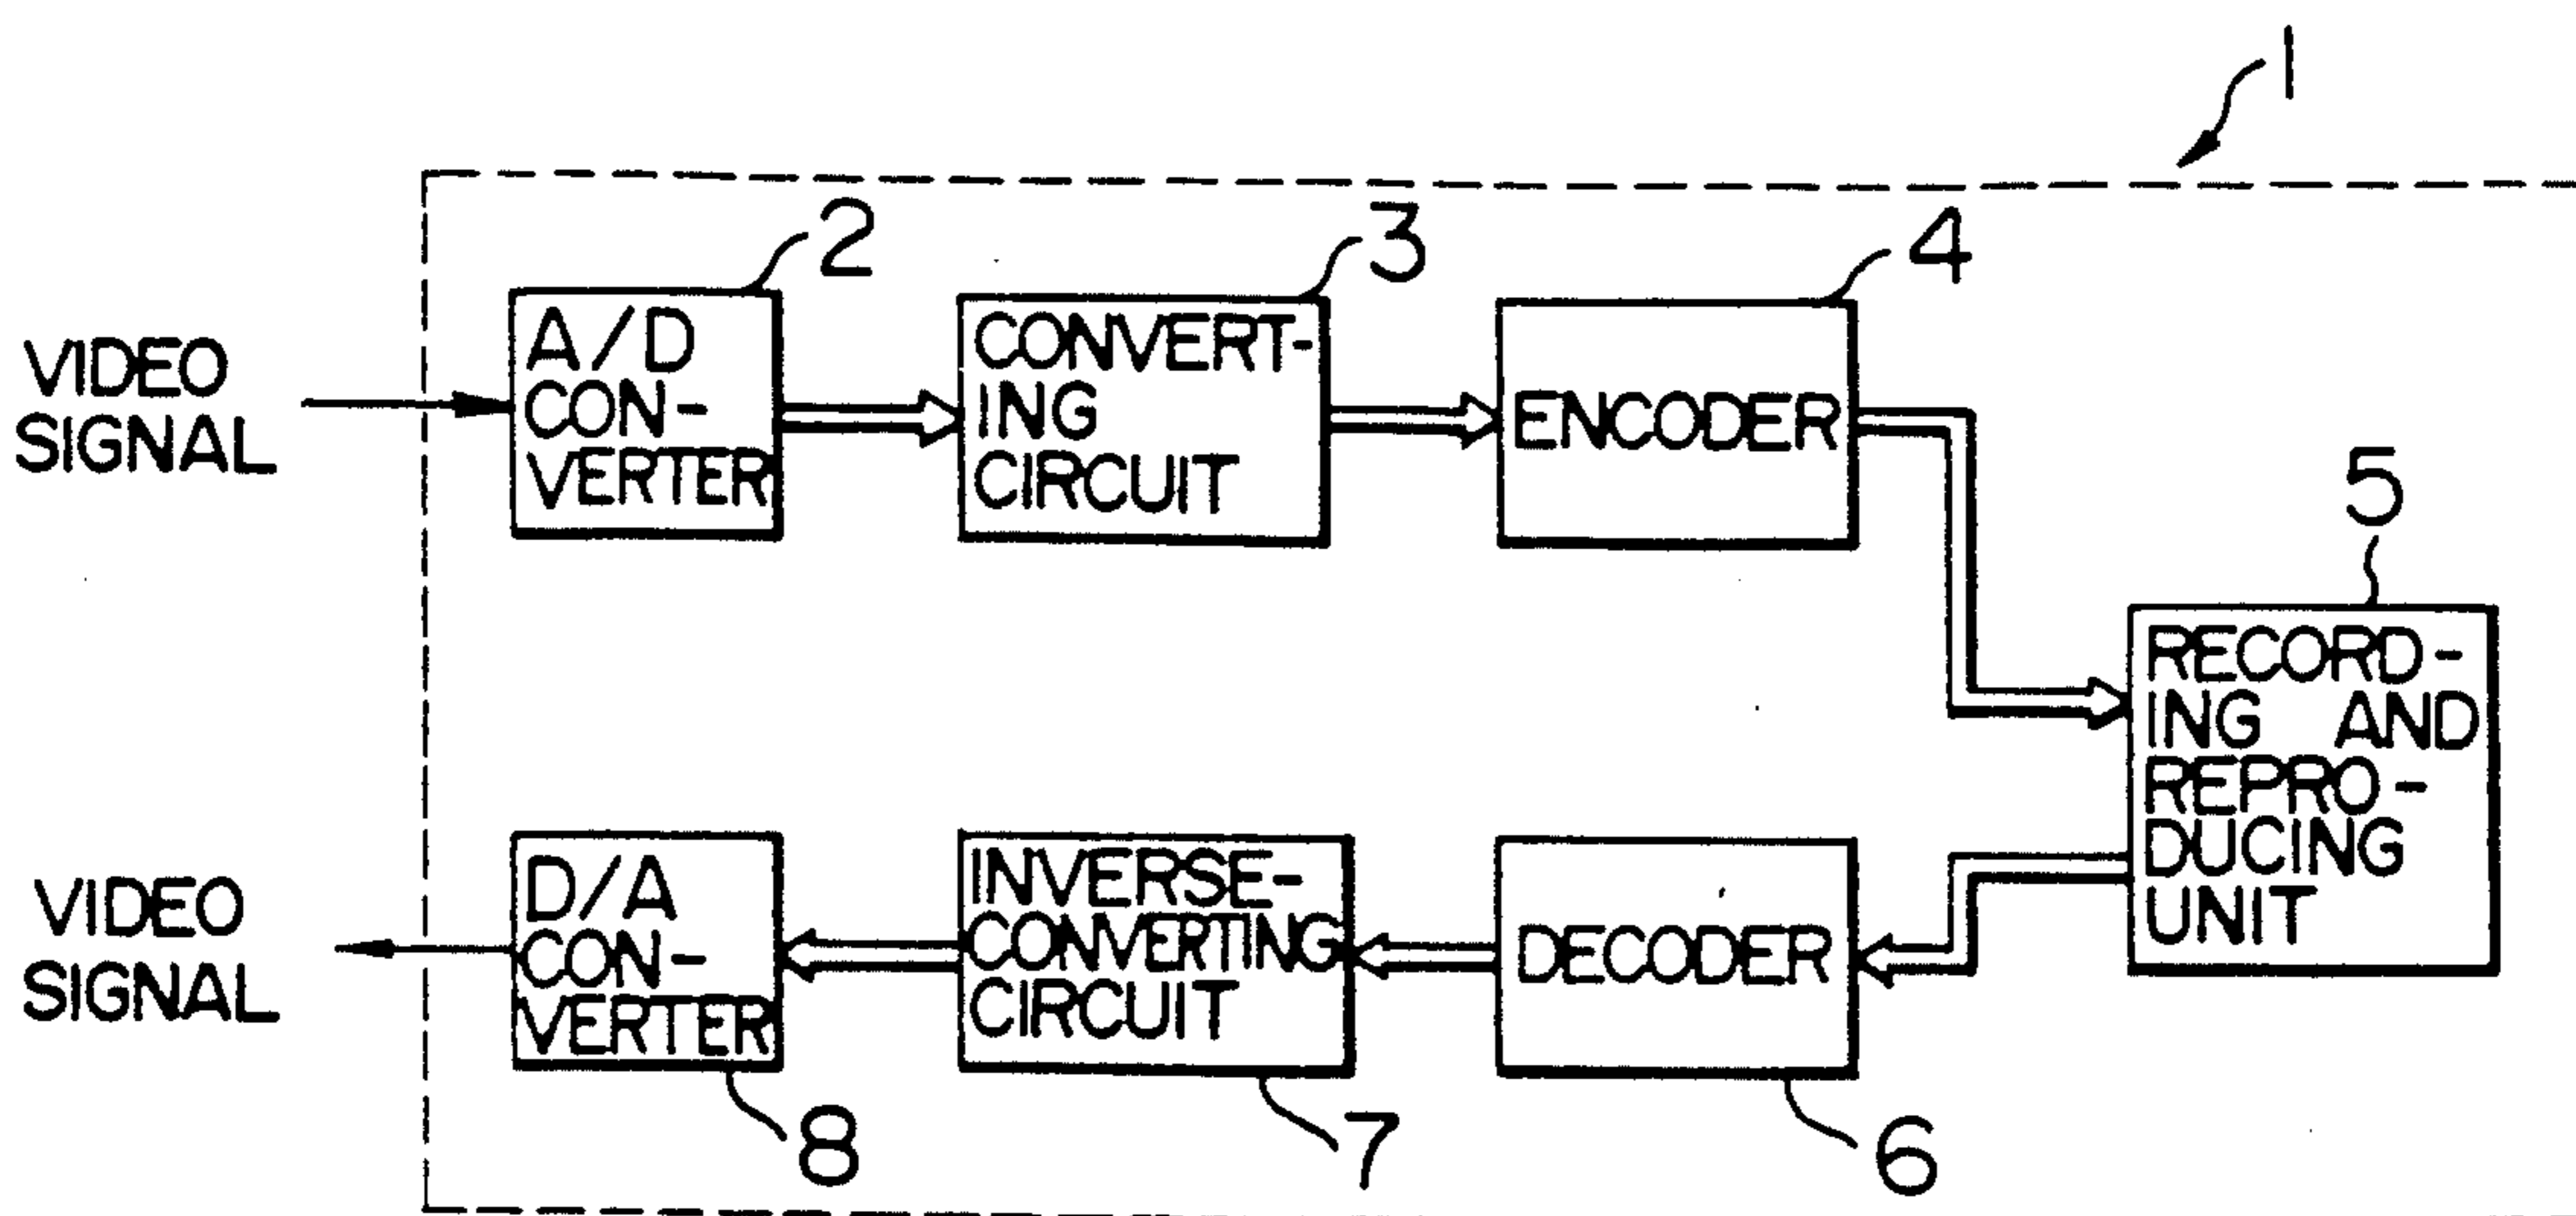 1
2
3
4
VIDEO
SIGNAL
A/D
CON-
VERTER
CONVERT-
ING
CIRCUIT
ENCODER
5
RECORD-
ING AND
REPRO-
DUCING
UNIT
VIDEO
SIGNAL
D/A
CON-
VERTER
INVERSE-
CONVERTING
CIRCUIT
DECODER
8
7
6